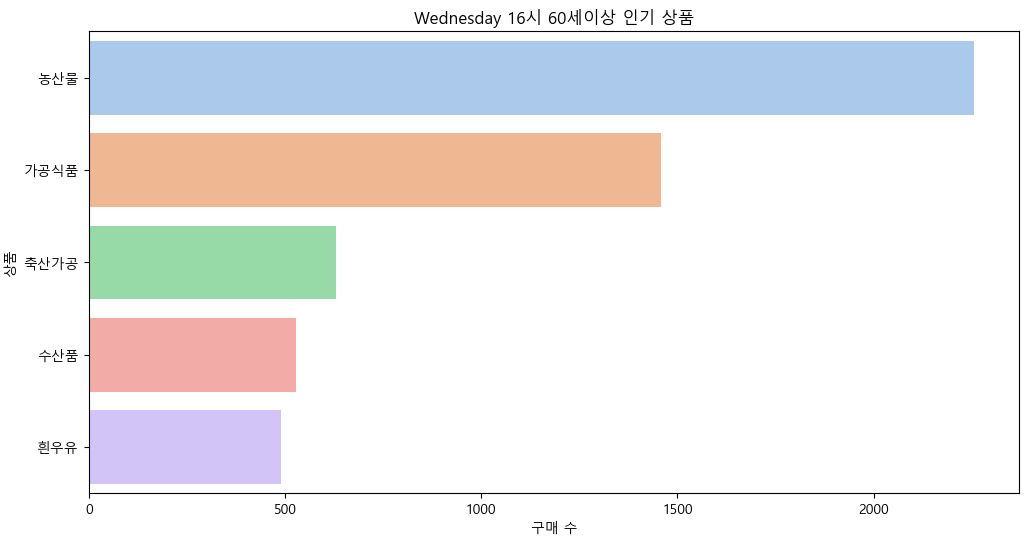 Wednesday 16시 60세이상 인기 상품
상품
농산물
가공식품
축산가공
수산품
흰우유
0 500 1000 1500 2000
구매 수